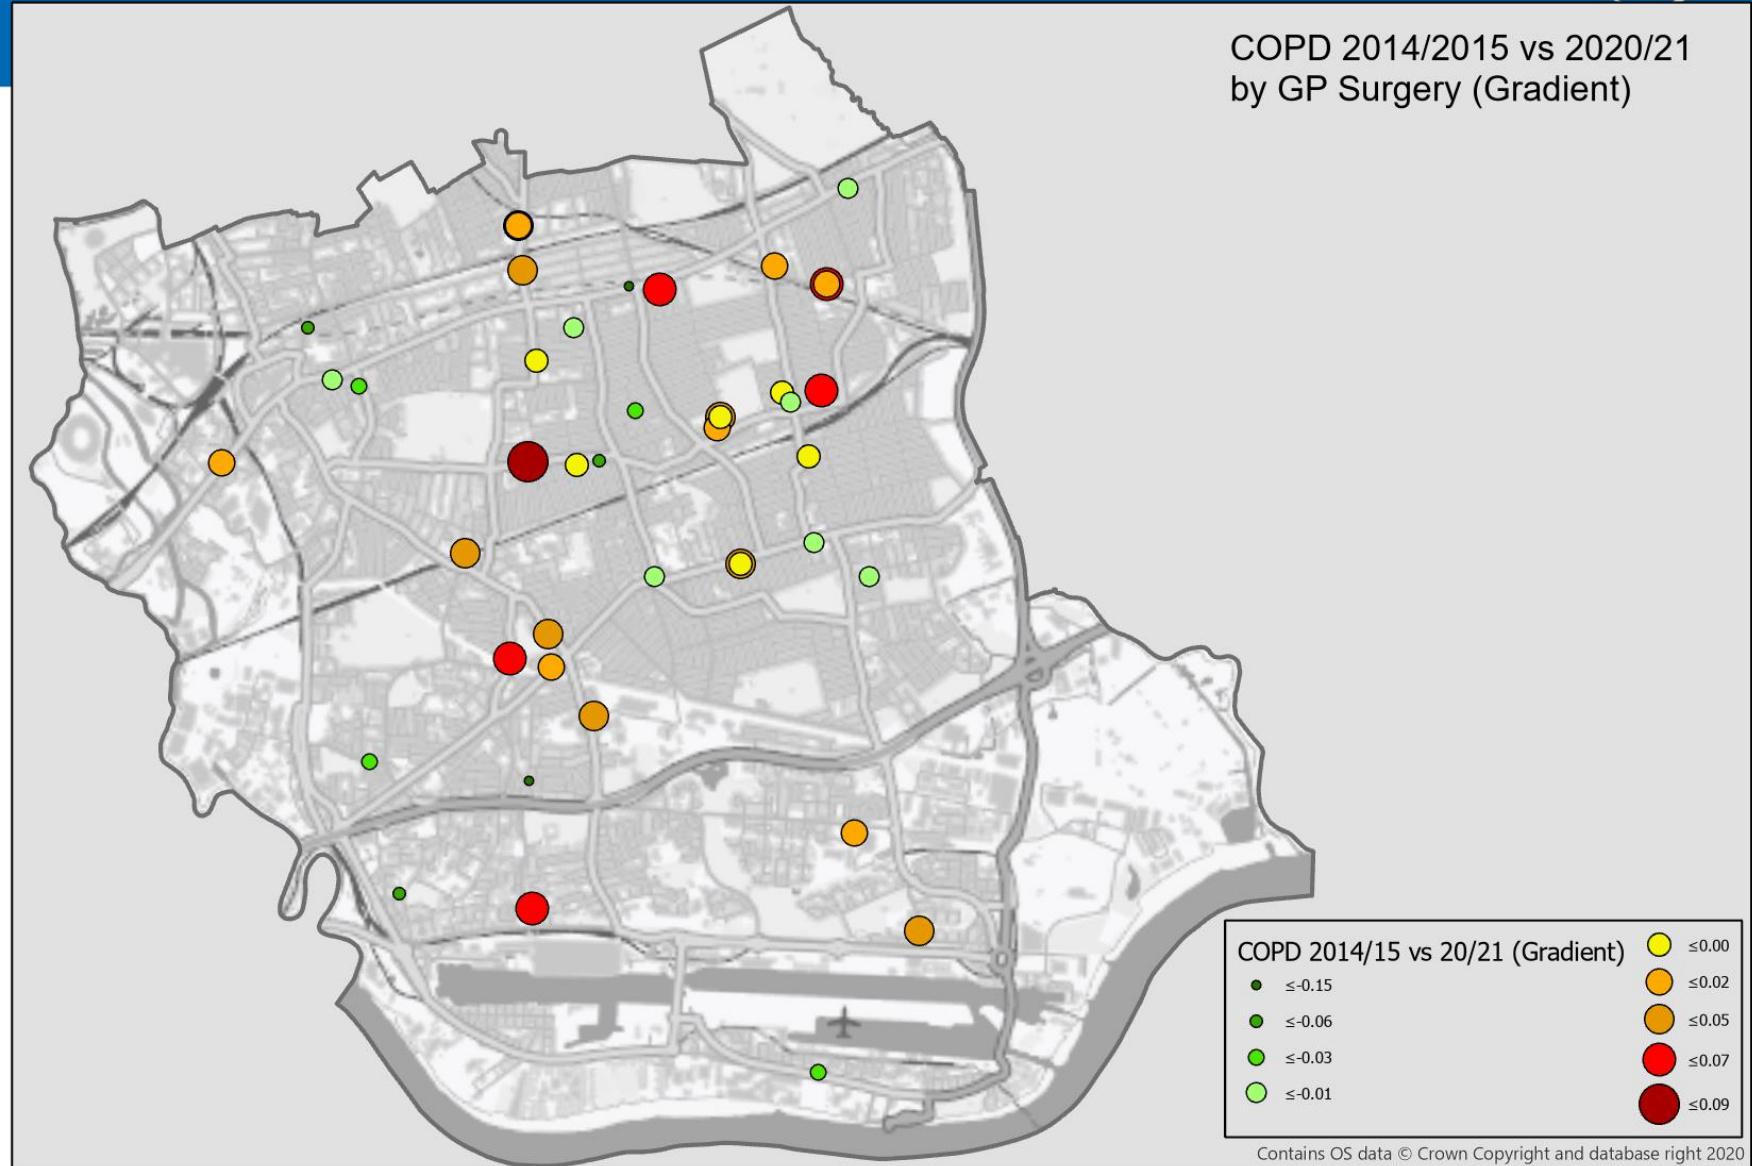 COPD 2014/2015 vs 2020/21
by GP Surgery (Gradient)
COPD 2014/15 vs 20/21 (Gradient)
≤-0.15
≤-0.06
≤-0.03
≤-0.01
≤0.00
≤0.02
≤0.05
≤0.07
≤0.09
Contains OS data © Crown Copyright and database right 2020